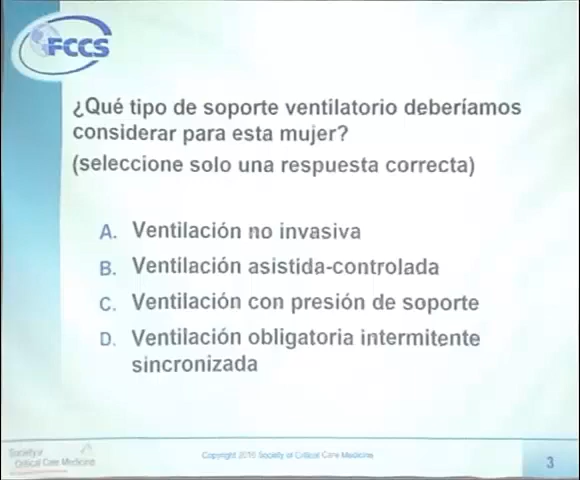 FCCS
¿Qué tipo de soporte ventilatorio deberíamos
considerar para esta mujer?
(seleccione solo una respuesta correcta)
A. Ventilación no invasiva
B. Ventilación asistida-controlada
C. Ventilación con presión de soporte
D. Ventilación obligatoria intermitente
sincronizada
Society of
Critical Care Medicine
Copyright 2016 Society of Critical Care Medicine
3